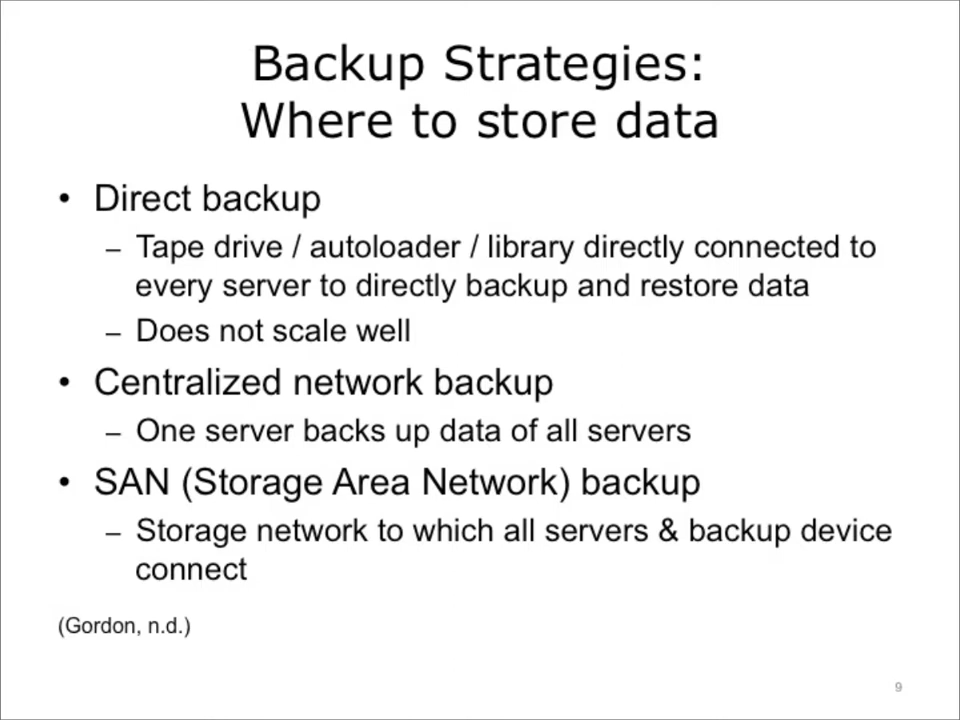 Backup Strategies:
Where to store data
• Direct backup
– Tape drive / autoloader / library directly connected to
every server to directly backup and restore data
– Does not scale well
• Centralized network backup
– One server backs up data of all servers
• SAN (Storage Area Network) backup
– Storage network to which all servers & backup device
connect
(Gordon, n.d.)
9